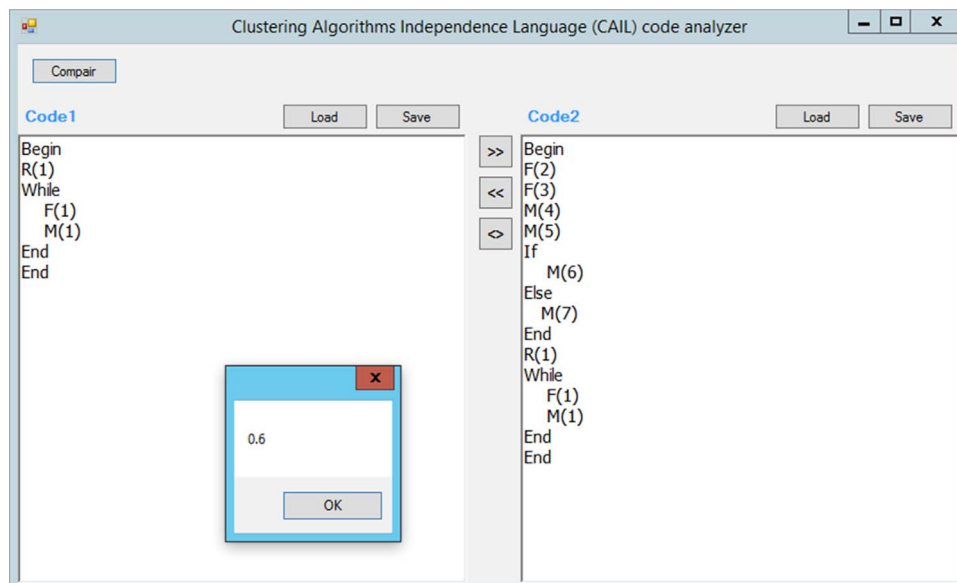 Clustering Algorithms Independence Language (CAIL) code analyzer
Compair
Code1
Load
Save
Begin
R(1)
While
F(1)
M(1)
End
End
>>
<<
<>
Code2
Load
Save
Begin
F(2)
F(3)
M(4)
M(5)
If
M(6)
Else
M(7)
End
R(1)
While
F(1)
M(1)
End
End
x
0.6
OK